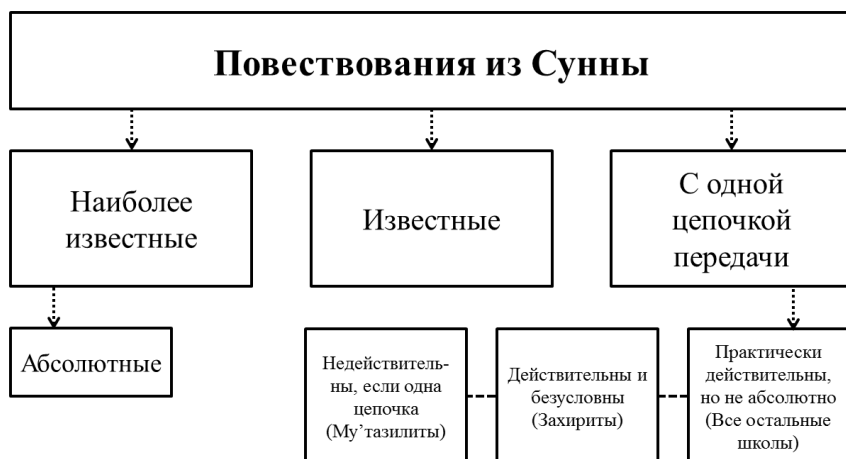 Повествования из Сунны
Наиболее
известные
Известные
С одной
цепочкой
передачи
Абсолютные
Недействитель-
ны, если одна
цепочка
(Му’тазилиты)
Действительны и
безусловны
(Захириты)
Практически
действительны,
но не абсолютно
(Все остальные
школы)